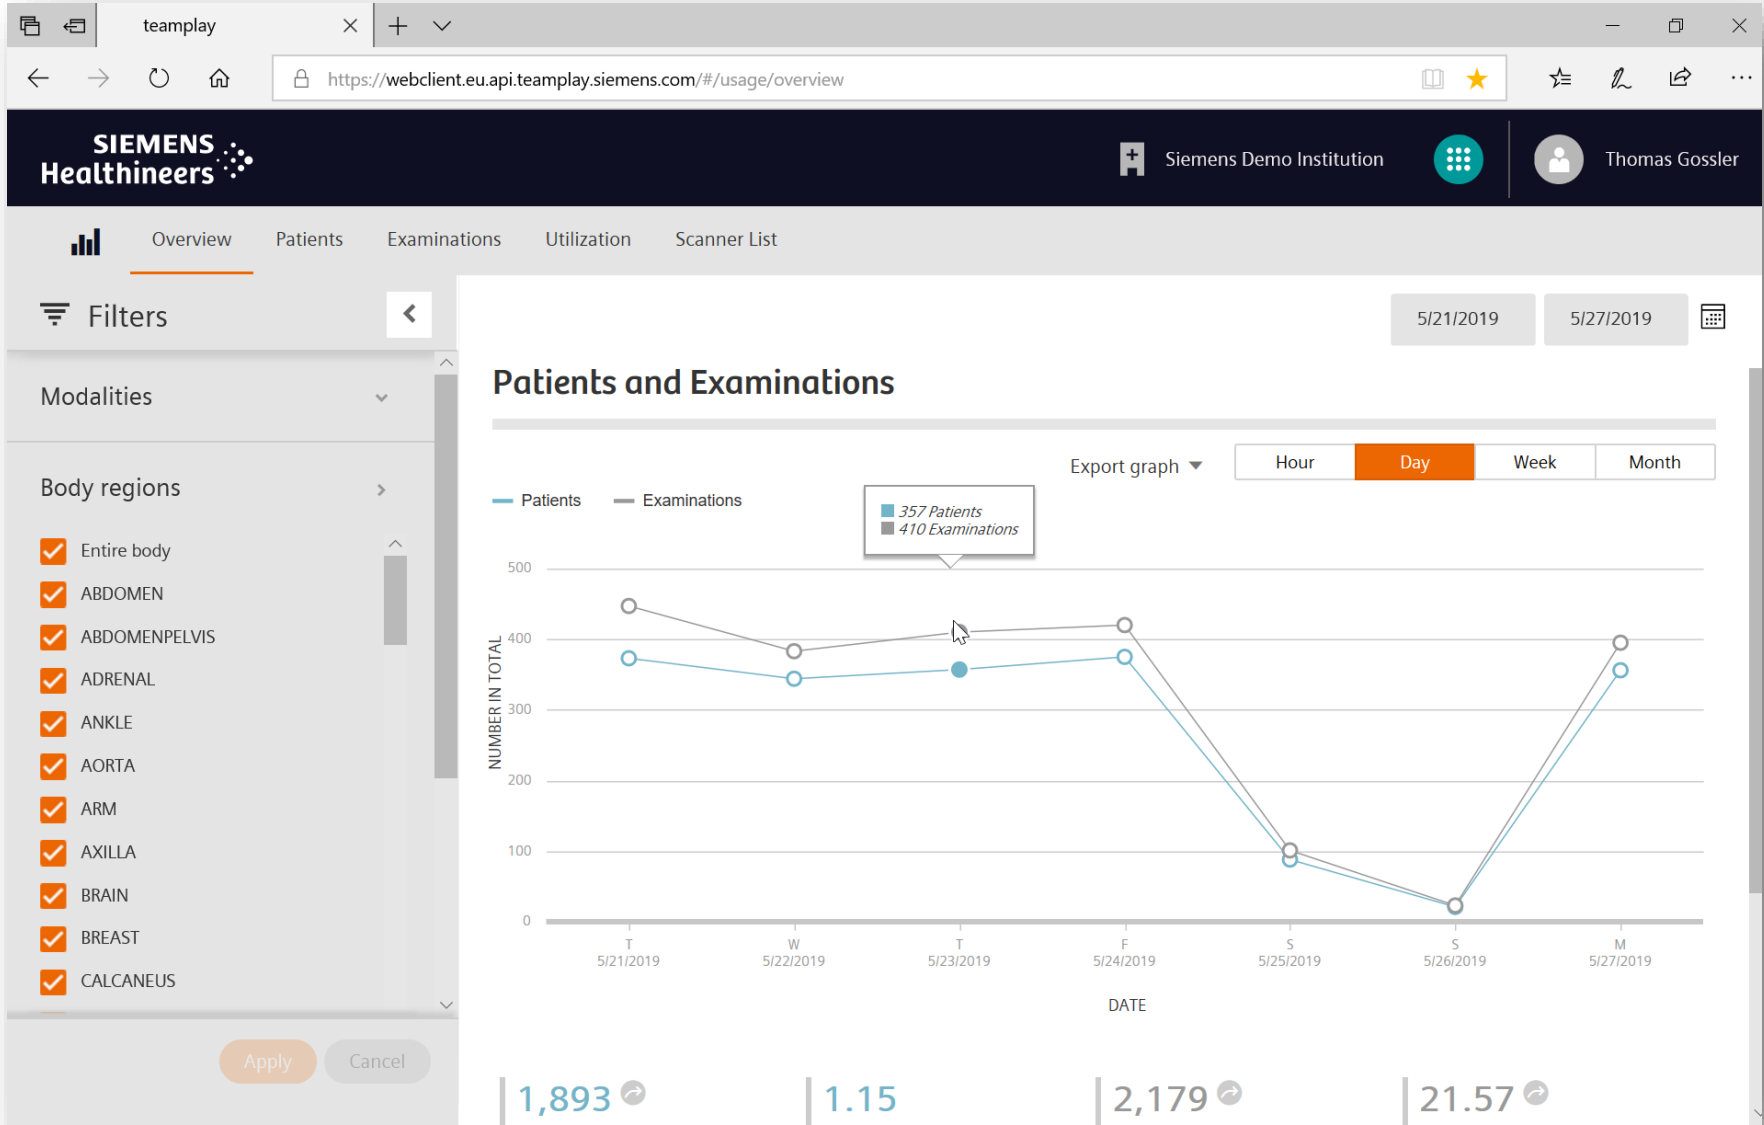 teamplay
https://webclient.eu.api.teamplay.siemens.com/#/usage/overview
SIEMENS
Healthineers
Siemens Demo Institution
Thomas Gossler
Overview
Patients
Examinations
Utilization
Scanner List
Filters
5/21/2019
5/27/2019
Modalities
Body regions
Entire body
ABDOMEN
ABDOMENPELVIS
ADRENAL
ANKLE
AORTA
ARM
AXILLA
BRAIN
BREAST
CALCANEUS
Apply
Cancel
Patients and Examinations
Export graph
Hour
Day
Week
Month
Patients
Examinations
357 Patients
410 Examinations
NUMBER IN TOTAL
500
400
300
200
100
0
T
5/21/2019
W
5/22/2019
T
5/23/2019
F
5/24/2019
S
5/25/2019
S
5/26/2019
M
5/27/2019
DATE
1,893
1.15
2,179
21.57